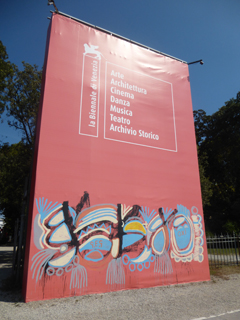 la Biennale di Venezia
Arte
Architettura
Cinema
Danza
Musica
Teatro
Archivio Storico